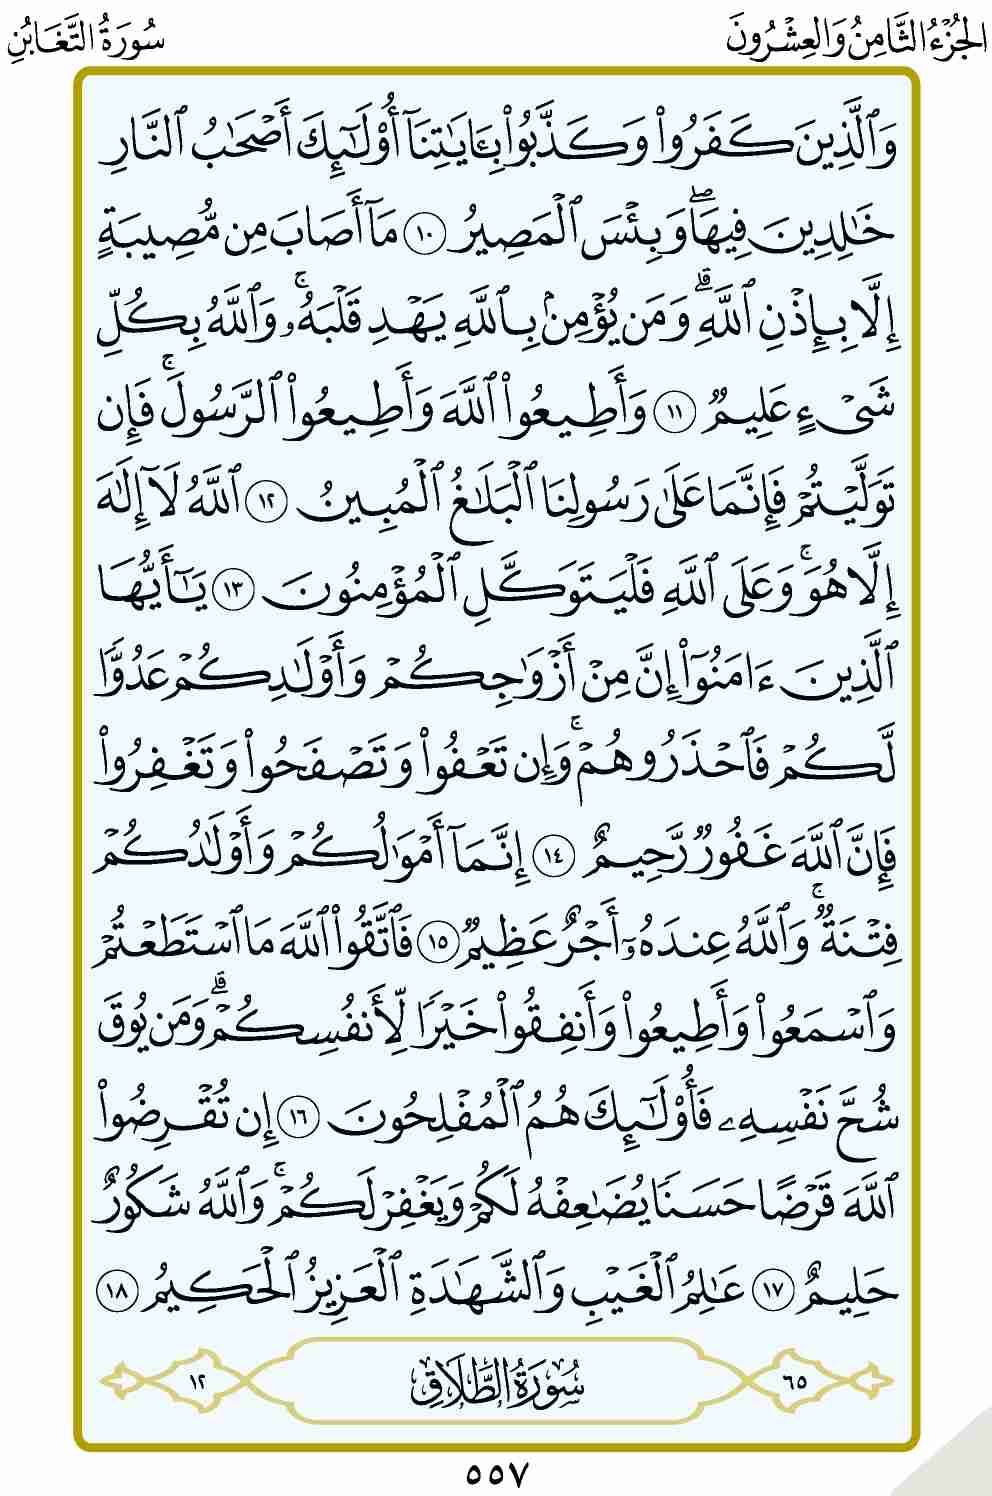 الجُزْءُ الثَّامِنُ وَالعِشْرُونَ
سُورَةُ التَّغَابُنِ
وَٱلَّذِينَ كَفَرُوا۟ وَكَذَّبُوا۟ بِـَٔايَٰتِنَآ أُو۟لَٰٓئِكَ أَصْحَٰبُ ٱلنَّارِ
خَٰلِدِينَ فِيهَا ۖ وَبِئْسَ ٱلْمَصِيرُ ١٠ مَآ أَصَابَ مِن مُّصِيبَةٍ
إِلَّا بِإِذْنِ ٱللَّهِ ۗ وَمَن يُؤْمِنۢ بِٱللَّهِ يَهْدِ قَلْبَهُۥ ۚ وَٱللَّهُ بِكُلِّ
شَىْءٍ عَلِيمٌ ١١ وَأَطِيعُوا۟ ٱللَّهَ وَأَطِيعُوا۟ ٱلرَّسُولَ ۚ فَإِن
تَوَلَّيْتُمْ فَإِنَّمَا عَلَىٰ رَسُولِنَا ٱلْبَلَٰغُ ٱلْمُبِينُ ١٢ ٱللَّهُ لَآ إِلَٰهَ
إِلَّا هُوَ ۚ وَعَلَى ٱللَّهِ فَلْيَتَوَكَّلِ ٱلْمُؤْمِنُونَ ١٣ يَٰٓأَيُّهَا
ٱلَّذِينَ ءَامَنُوٓا۟ إِنَّ مِنْ أَزْوَٰجِكُمْ وَأَوْلَٰدِكُمْ عَدُوًّا
لَّكُمْ فَٱحْذَرُوهُمْ ۚ وَإِن تَعْفُوا۟ وَتَصْفَحُوا۟ وَتَغْفِرُوا۟
فَإِنَّ ٱللَّهَ غَفُورٌ رَّحِيمٌ ١٤ إِنَّمَآ أَمْوَٰلُكُمْ وَأَوْلَٰدُكُمْ
فِتْنَةٌ ۚ وَٱللَّهُ عِندَهُۥٓ أَجْرٌ عَظِيمٌ ١٥ فَٱتَّقُوا۟ ٱللَّهَ مَا ٱسْتَطَعْتُمْ
وَٱسْمَعُوا۟ وَأَطِيعُوا۟ وَأَنفِقُوا۟ خَيْرًا لِّأَنفُسِكُمْ ۗ وَمَن يُوقَ
شُحَّ نَفْسِهِۦ فَأُو۟لَٰٓئِكَ هُمُ ٱلْمُفْلِحُونَ ١٦ إِن تُقْرِضُوا۟
ٱللَّهَ قَرْضًا حَسَنًا يُضَٰعِفْهُ لَكُمْ وَيَغْفِرْ لَكُمْ ۚ وَٱللَّهُ شَكُورٌ
حَلِيمٌ ١٧ عَٰلِمُ ٱلْغَيْبِ وَٱلشَّهَٰدَةِ ٱلْعَزِيزُ ٱلْحَكِيمُ ١٨
٦٥ سُورَةُ الطَّلَاقِ ١٢
٥٥٧